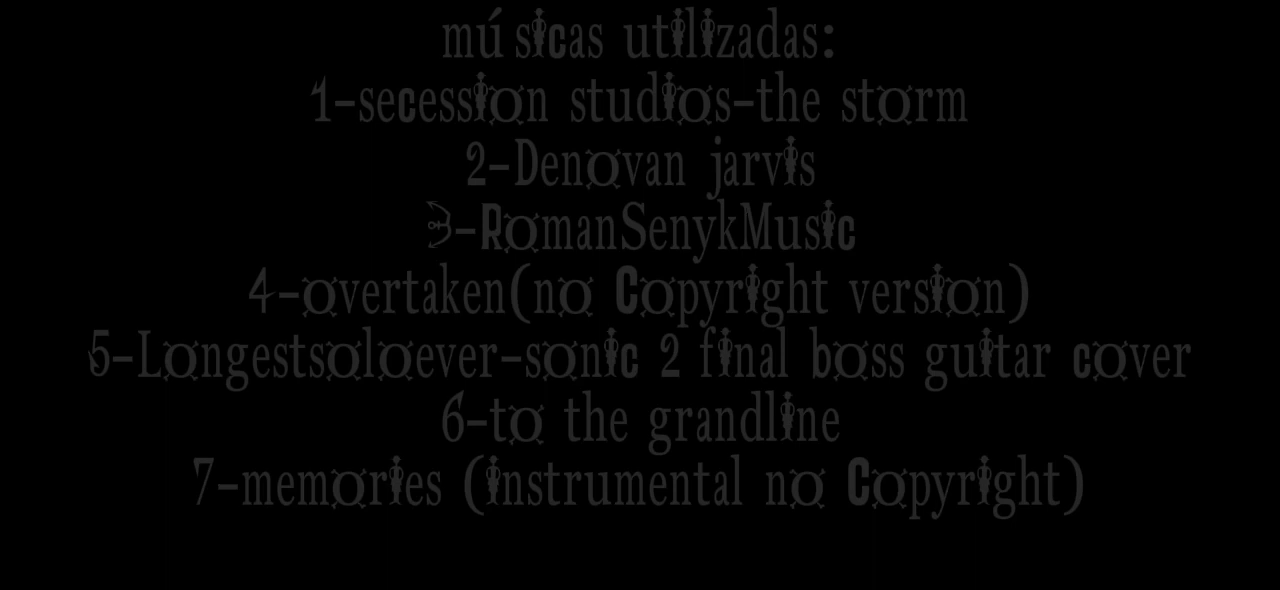 músicas utilizadas:
1-secession studios-the storm
2-Denovan jarvis
3-RomanSenykMusic
4-overtaken(no Copyright version)
5-Longestsoloever-sonic 2 final boss guitar cover
6-to the grandline
7-memories (instrumental no Copyright)